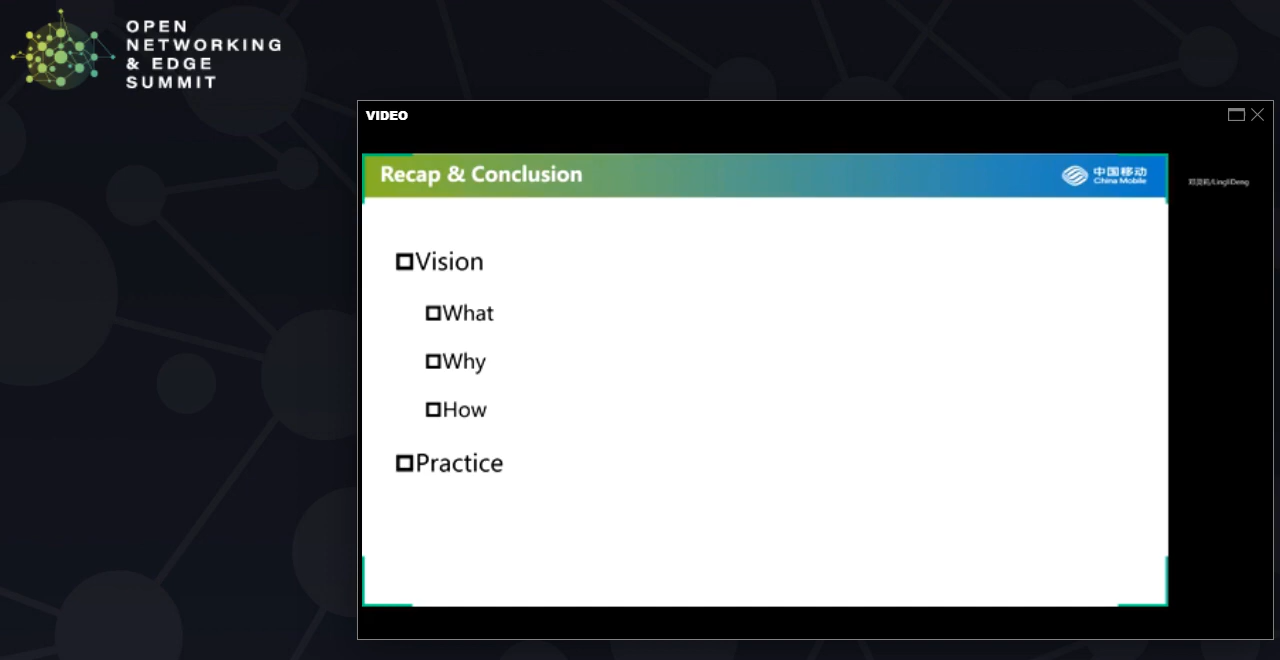 OPEN
NETWORKING
& EDGE
SUMMIT
VIDEO
Recap & Conclusion
中国移动
China Mobile
Vision
What
Why
How
Practice